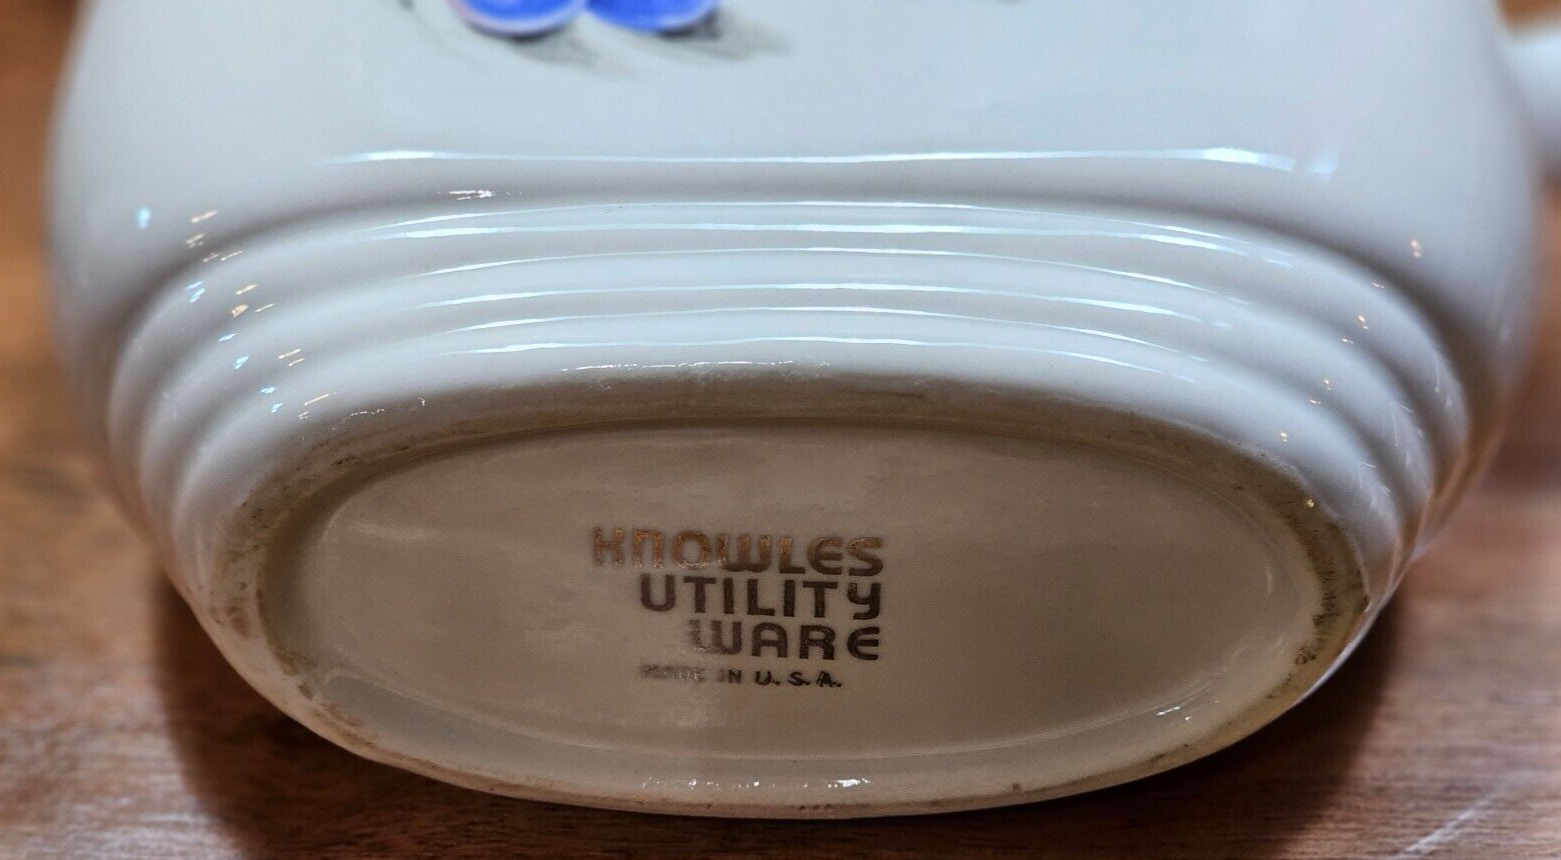 KNOWLES
UTILITY
WARE
MADE IN U.S.A.